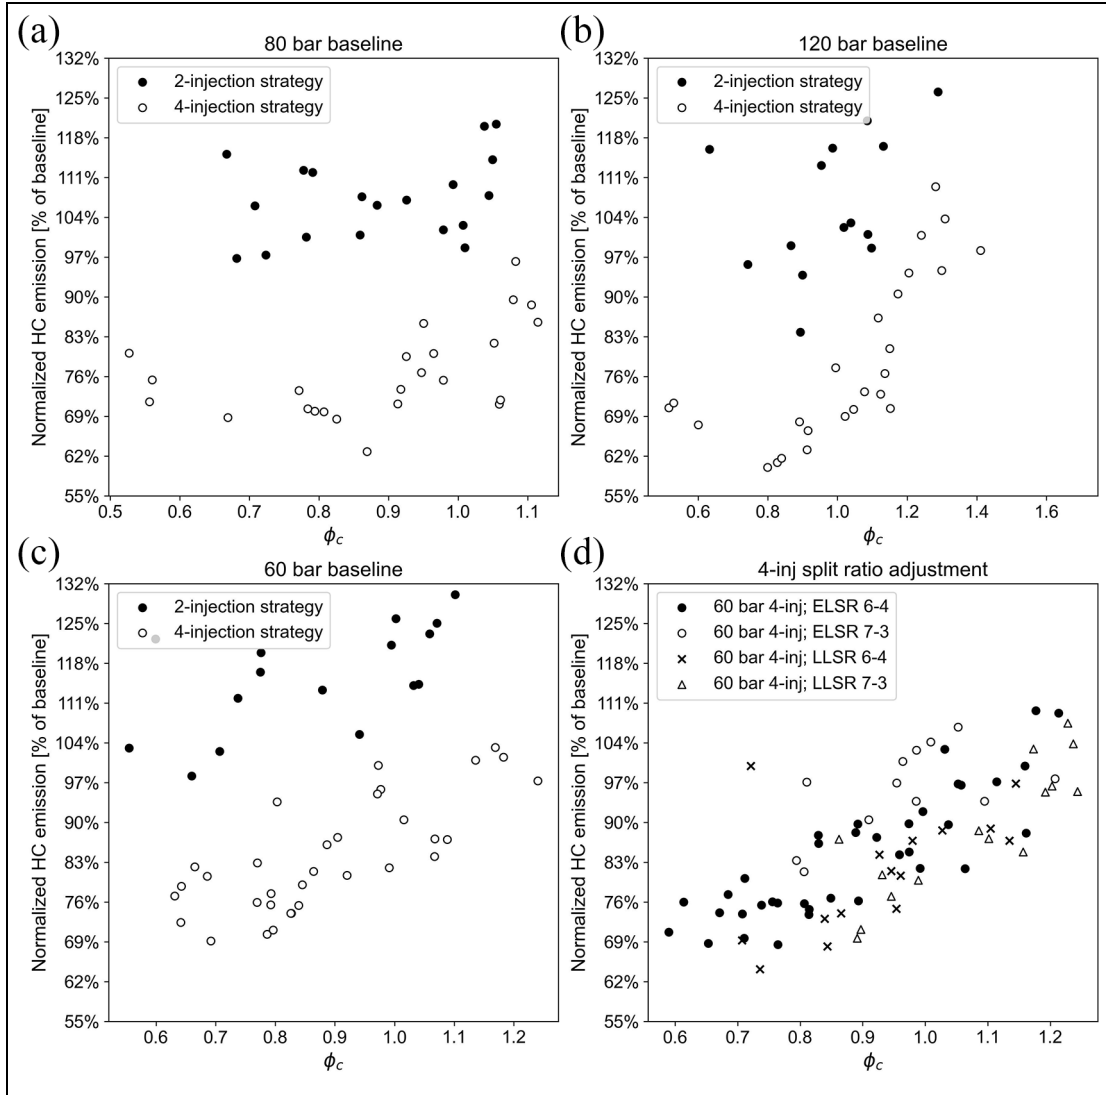 (a)
80 bar baseline
2-injection strategy
4-injection strategy
Normalized HC emission [% of baseline]
132%
125%
118%
111%
104%
97%
90%
83%
76%
69%
62%
55%
0.5 0.6 0.7 0.8 0.9 1.0 1.1
ϕc
(b)
120 bar baseline
2-injection strategy
4-injection strategy
Normalized HC emission [% of baseline]
132%
125%
118%
111%
104%
97%
90%
83%
76%
69%
62%
55%
0.6 0.8 1.0 1.2 1.4 1.6
ϕc
(c)
60 bar baseline
2-injection strategy
4-injection strategy
Normalized HC emission [% of baseline]
132%
125%
118%
111%
104%
97%
90%
83%
76%
69%
62%
55%
0.6 0.7 0.8 0.9 1.0 1.1 1.2
ϕc
(d)
4-inj split ratio adjustment
60 bar 4-inj; ELSR 6-4
60 bar 4-inj; ELSR 7-3
60 bar 4-inj; LLSR 6-4
60 bar 4-inj; LLSR 7-3
Normalized HC emission [% of baseline]
132%
125%
118%
111%
104%
97%
90%
83%
76%
69%
62%
55%
0.6 0.7 0.8 0.9 1.0 1.1 1.2
ϕc